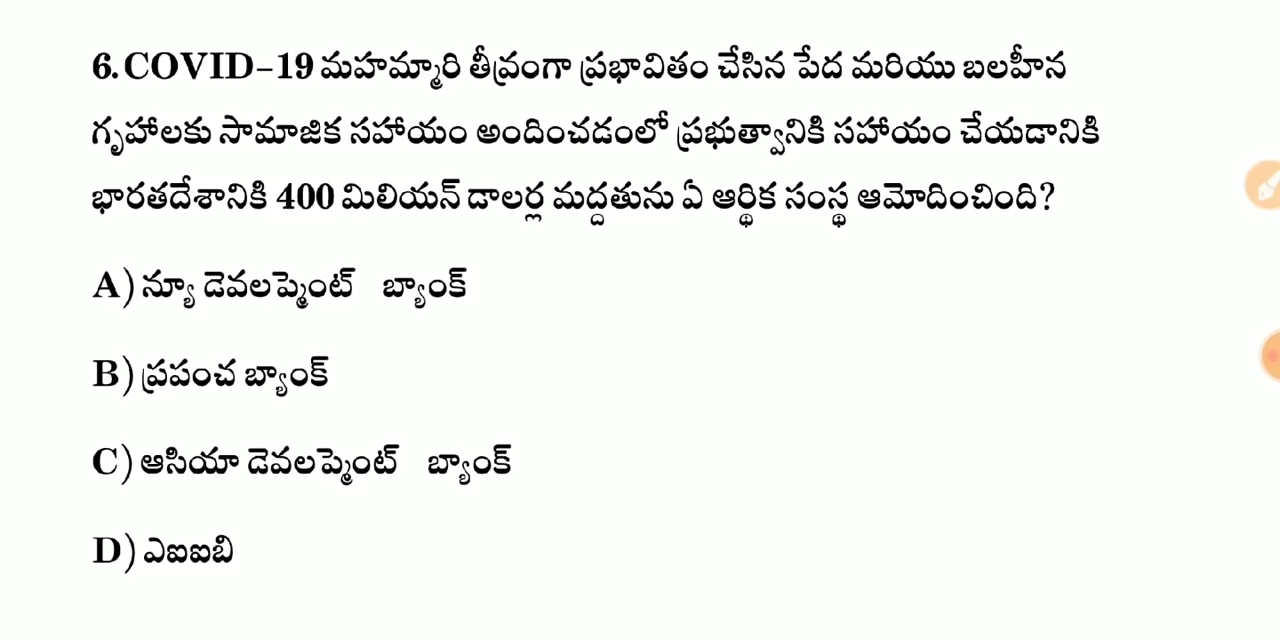 6. COVID-19 మహమ్మారి తీవ్రంగా ప్రభావితం చేసిన పేద మరియు బలహీన
గృహాలకు సామాజిక సహాయం అందించడంలో ప్రభుత్వానికి సహాయం చేయడానికి
భారతదేశానికి 400 మిలియన్ డాలర్ల మద్దతును ఏ ఆర్థిక సంస్థ ఆమోదించింది?
A) న్యూ డెవలప్మెంట్ బ్యాంక్
B) ప్రపంచ బ్యాంక్
C) ఆసియా డెవలప్మెంట్ బ్యాంక్
D) ఎఐఐబి